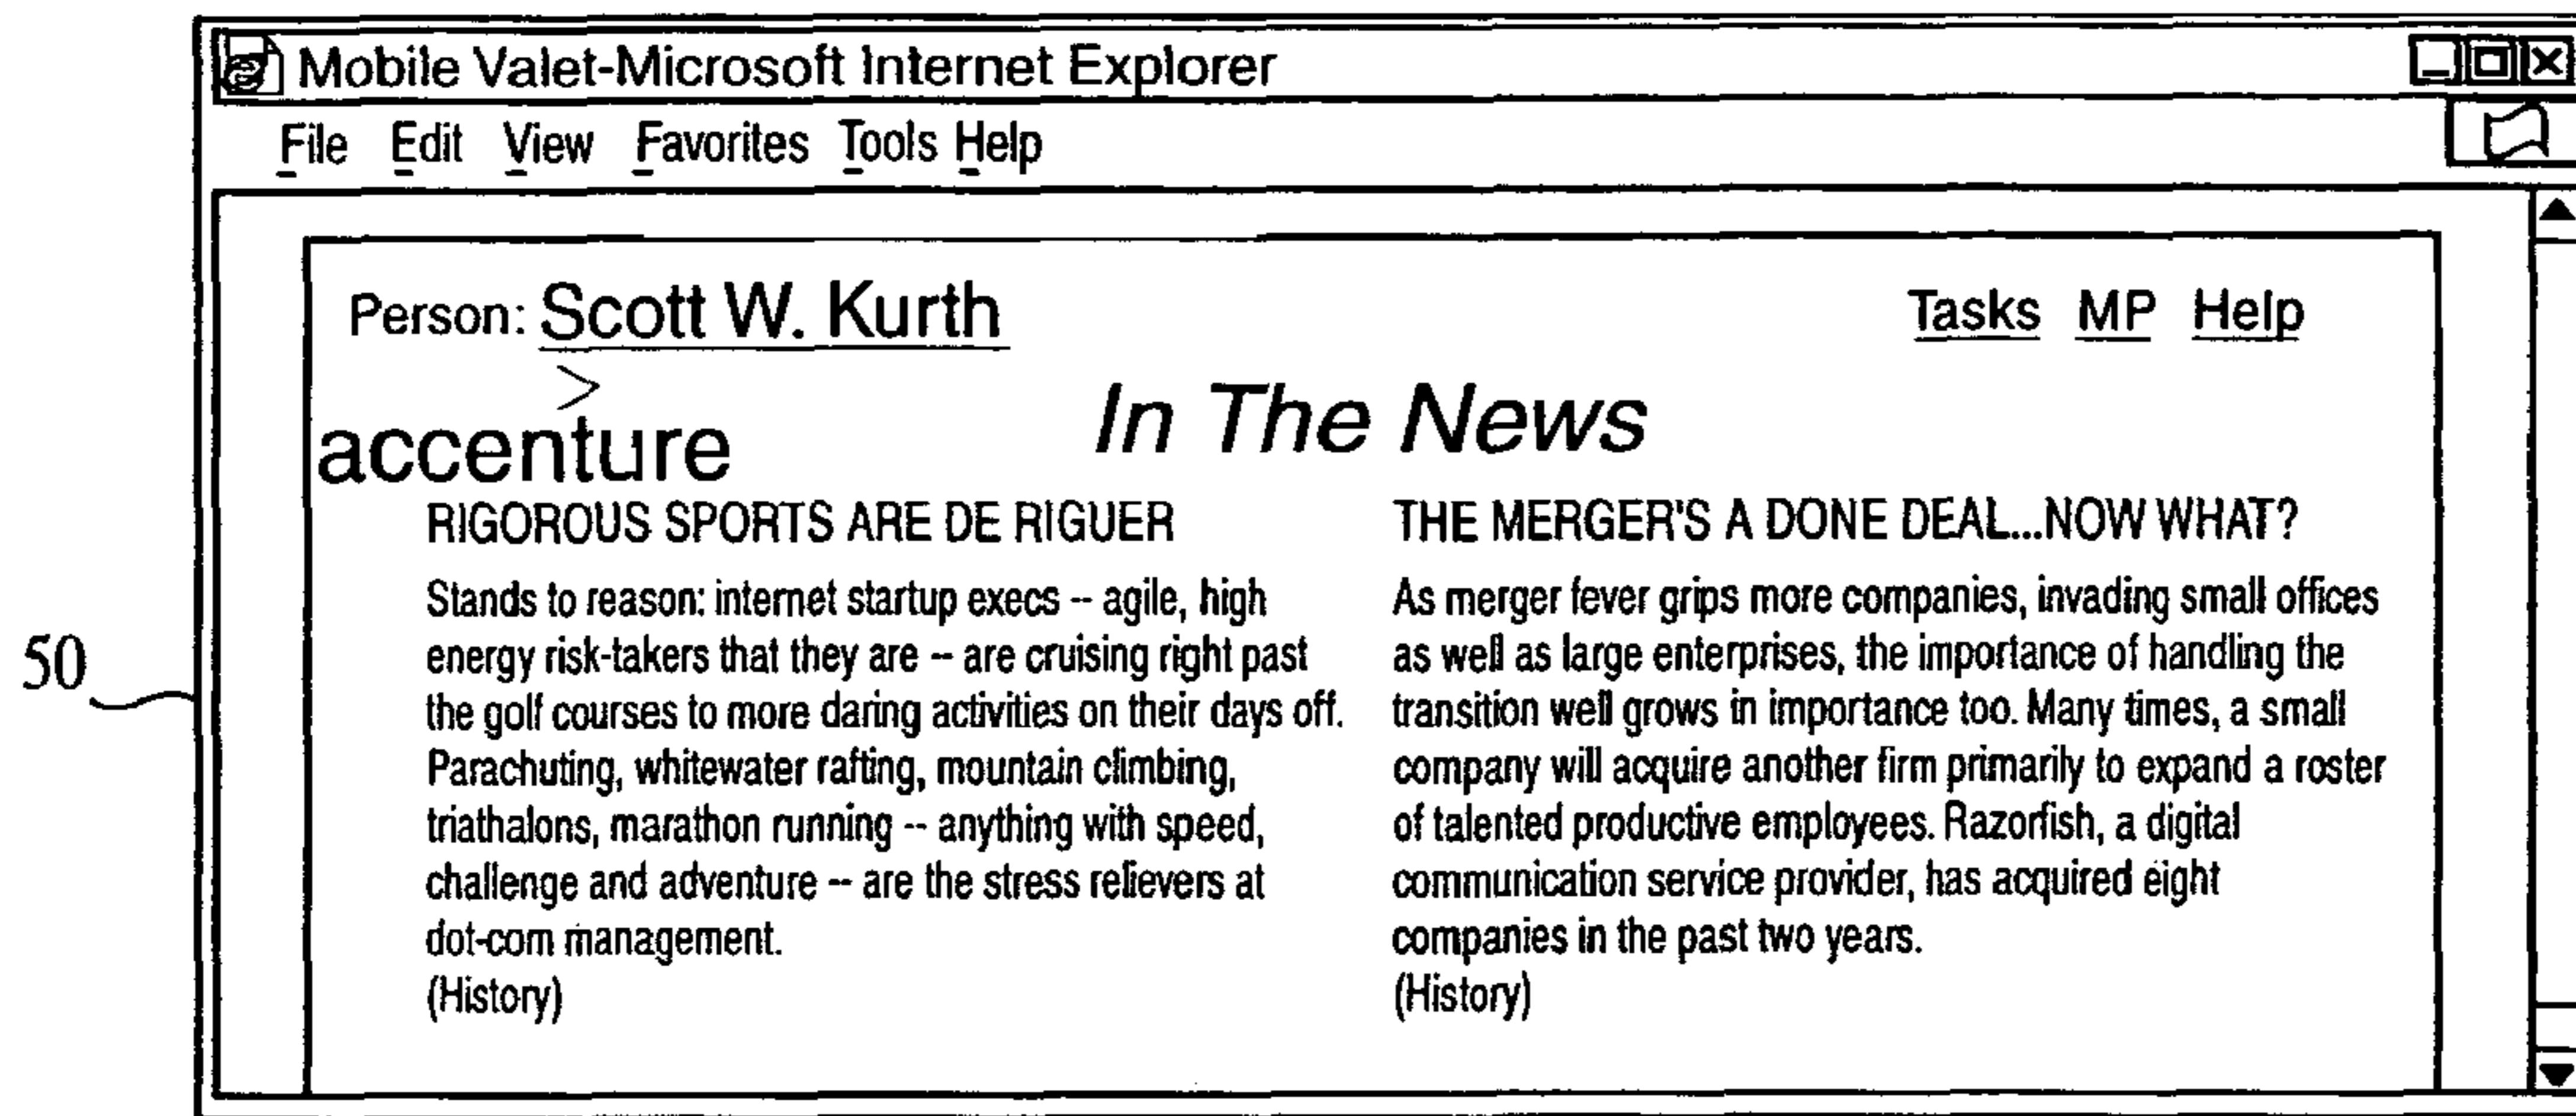 Mobile Valet-Microsoft Internet Explorer
File Edit View Favorites Tools Help
Person: Scott W. Kurth Tasks MP Help
>
accenture
In The News
RIGOROUS SPORTS ARE DE RIGUER
Stands to reason: internet startup execs -- agile, high
energy risk-takers that they are -- are cruising right past
the golf courses to more daring activities on their days off.
Parachuting, whitewater rafting, mountain climbing,
triathalons, marathon running -- anything with speed,
challenge and adventure -- are the stress relievers at
dot-com management.
(History)
THE MERGER'S A DONE DEAL...NOW WHAT?
As merger fever grips more companies, invading small offices
as well as large enterprises, the importance of handling the
transition well grows in importance too. Many times, a small
company will acquire another firm primarily to expand a roster
of talented productive employees. Razorfish, a digital
communication service provider, has acquired eight
companies in the past two years.
(History)
50